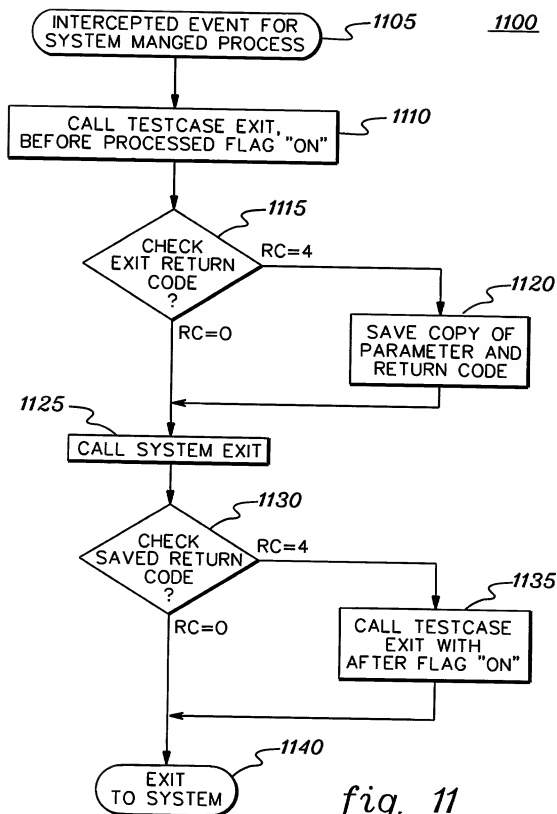 INTERCEPTED EVENT FOR
SYSTEM MANGED PROCESS
1105
1100
CALL TESTCASE EXIT,
BEFORE PROCESSED FLAG "ON"
1110
CHECK
EXIT RETURN
CODE
?
1115
RC=4
RC=0
SAVE COPY OF
PARAMETER AND
RETURN CODE
1120
1125
CALL SYSTEM EXIT
CHECK
SAVED RETURN
CODE
?
1130
RC=4
RC=0
CALL TESTCASE
EXIT WITH
AFTER FLAG "ON"
1135
EXIT
TO SYSTEM
1140
fig. 11